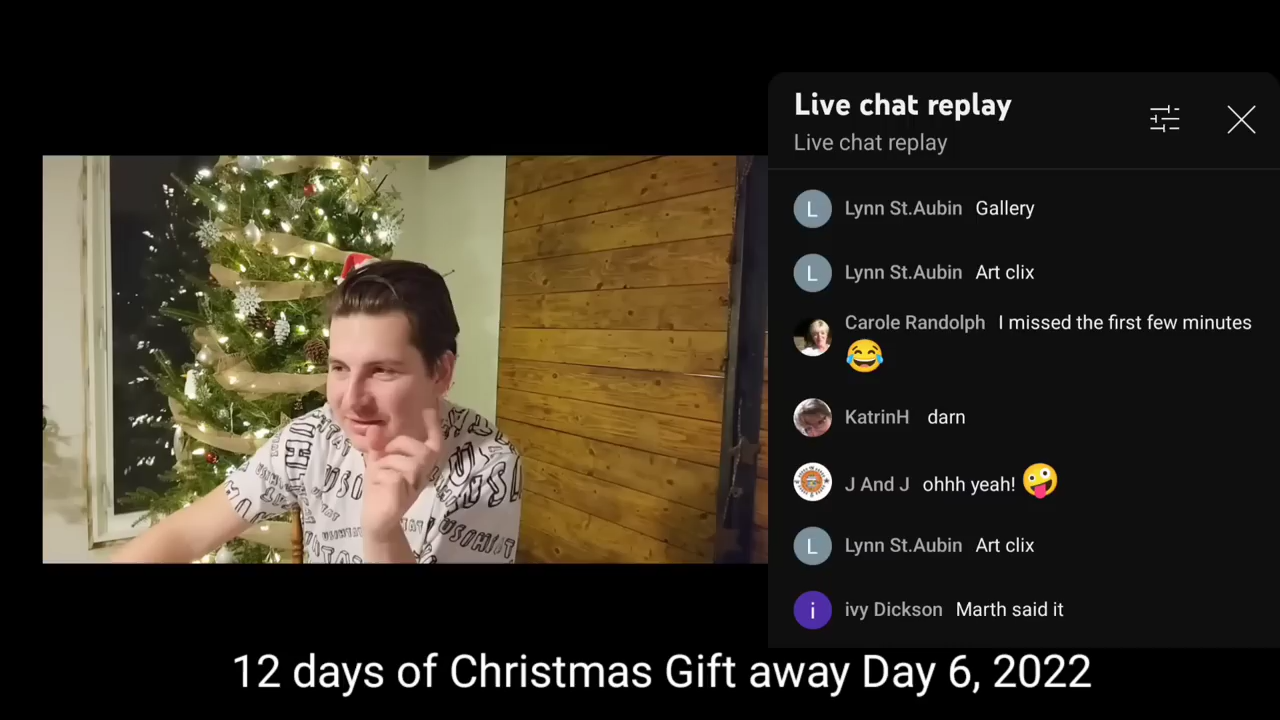 Live chat replay
Live chat replay
Lynn St.Aubin Gallery
Lynn St.Aubin Art clix
Carole Randolph I missed the first few minutes
😂
KatrinH darn
J And J ohhh yeah! 🤪
Lynn St.Aubin Art clix
ivy Dickson Marth said it
12 days of Christmas Gift away Day 6, 2022